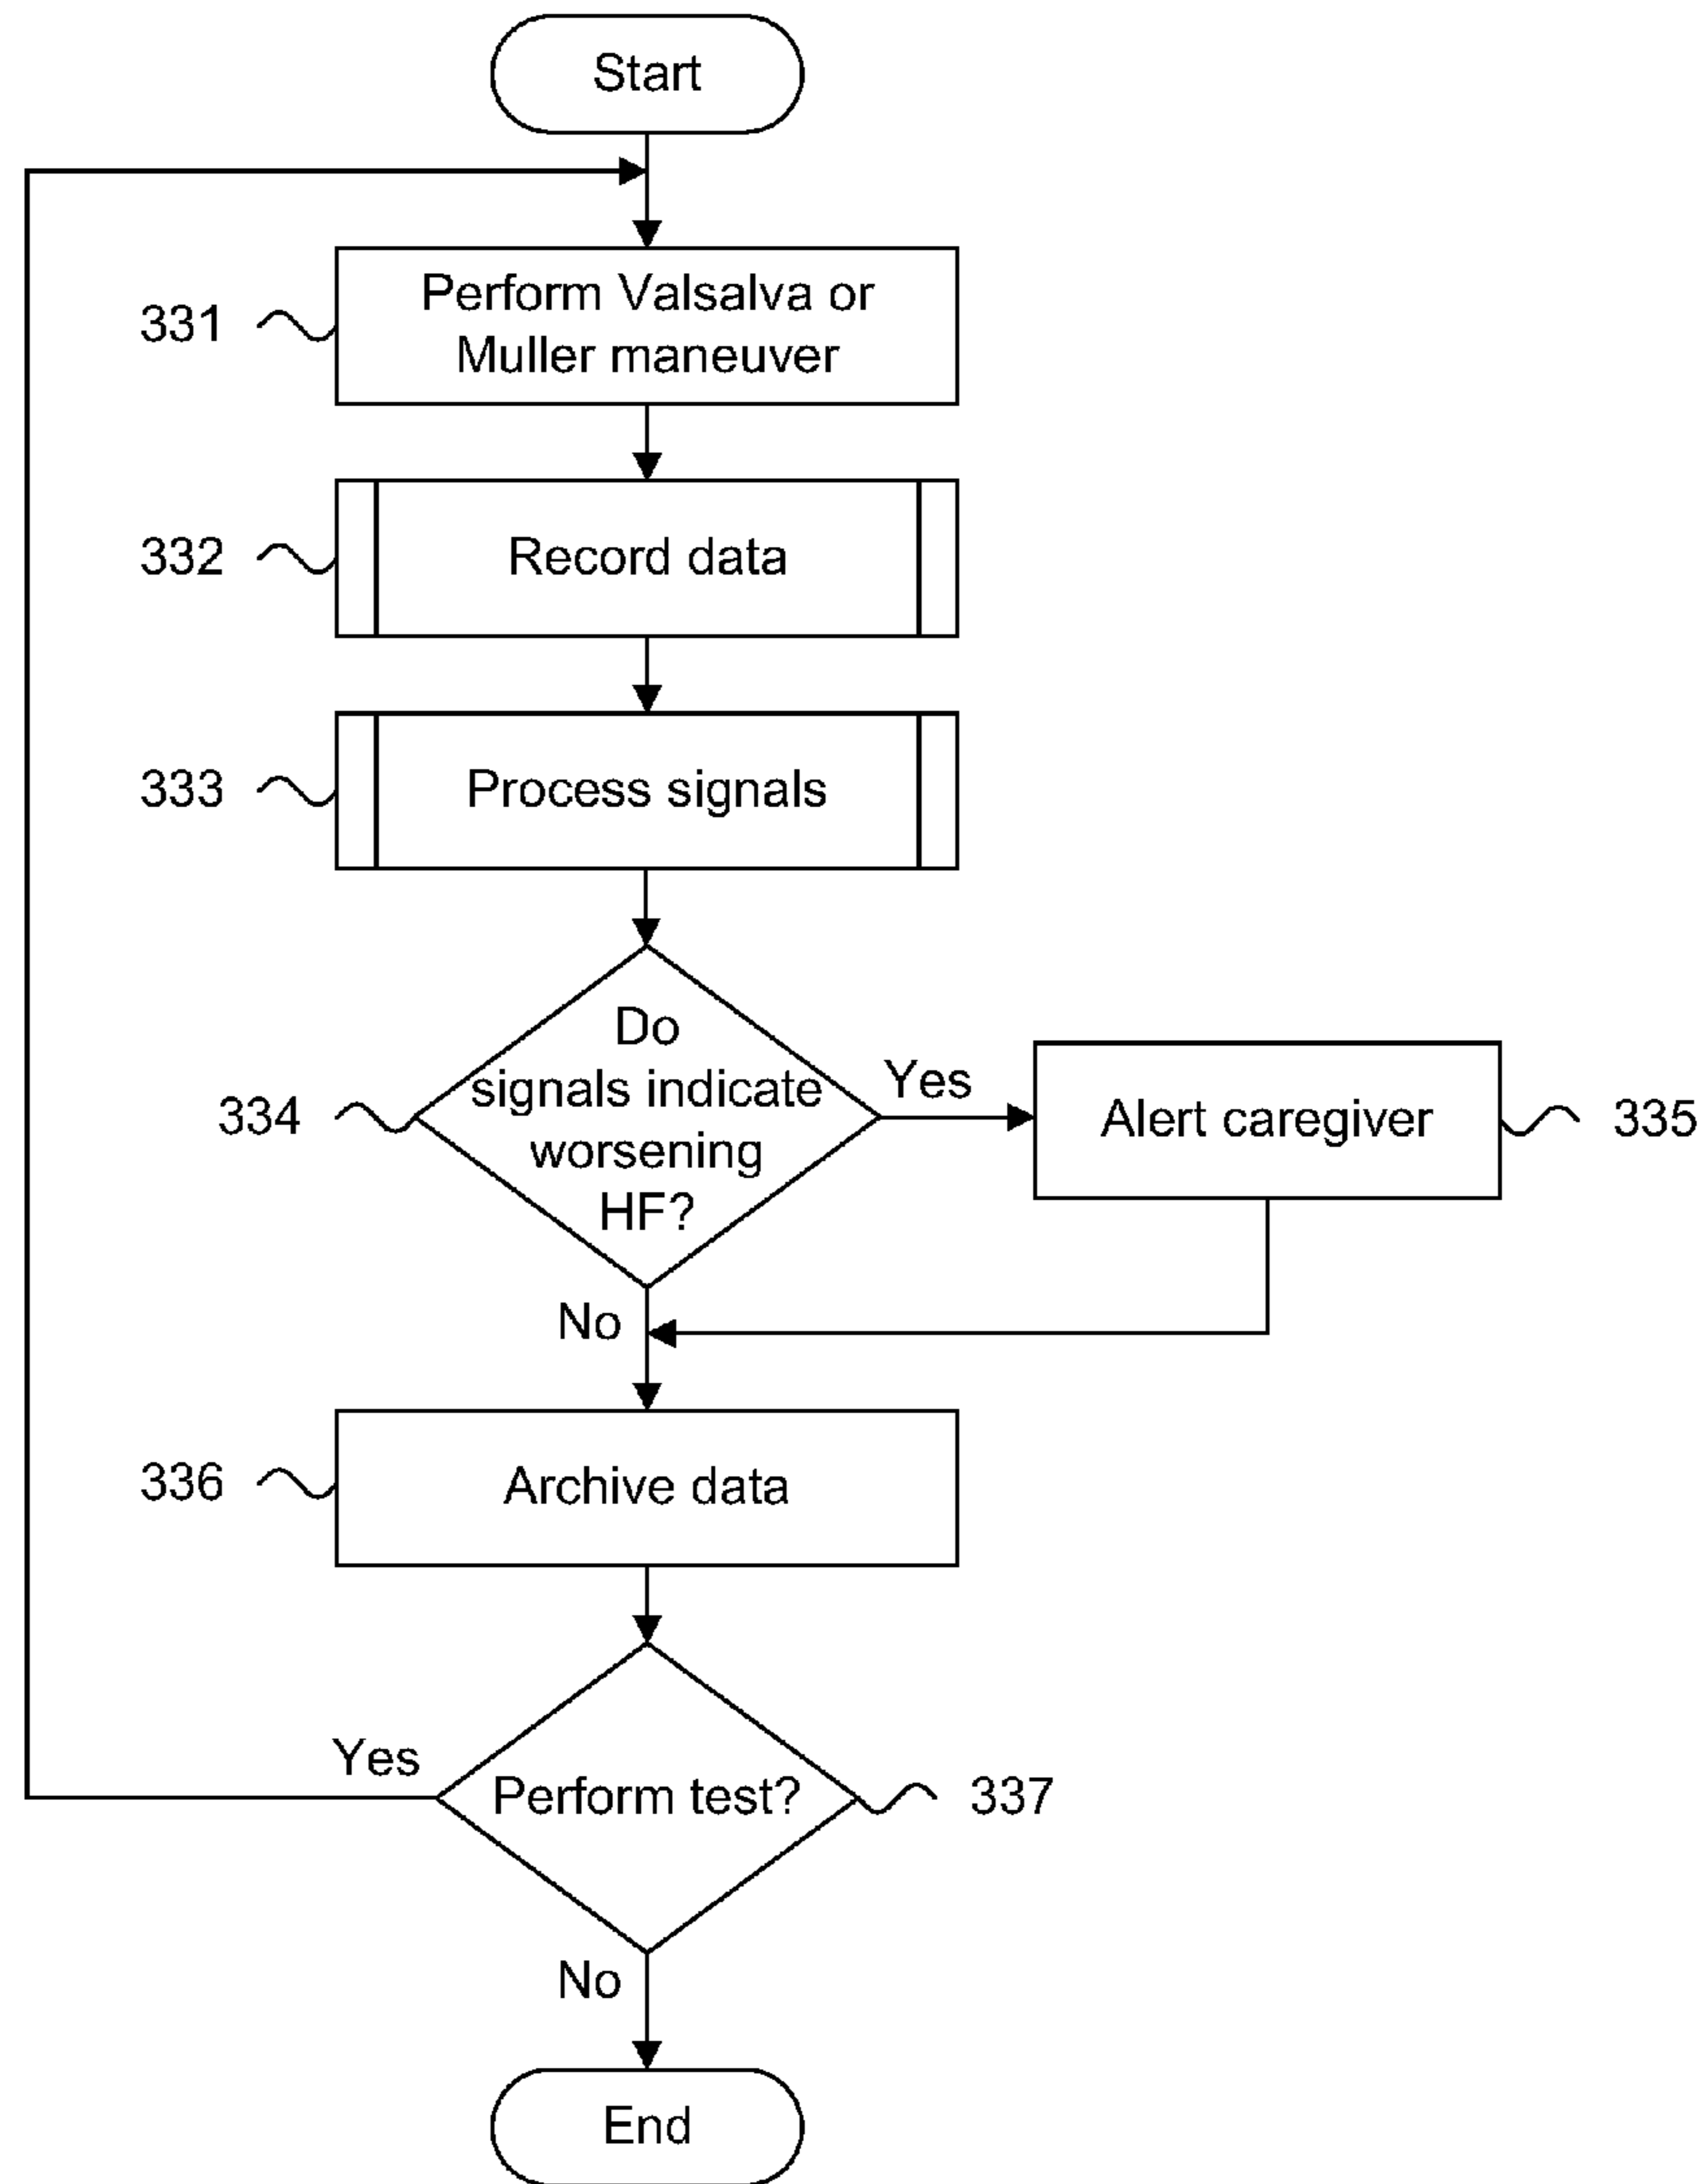 Start
331
Perform Valsalva or
Muller maneuver
332
Record data
333
Process signals
334
Do
signals indicate
worsening
HF?
Yes
Alert caregiver
335
No
336
Archive data
Yes
Perform test?
337
No
End